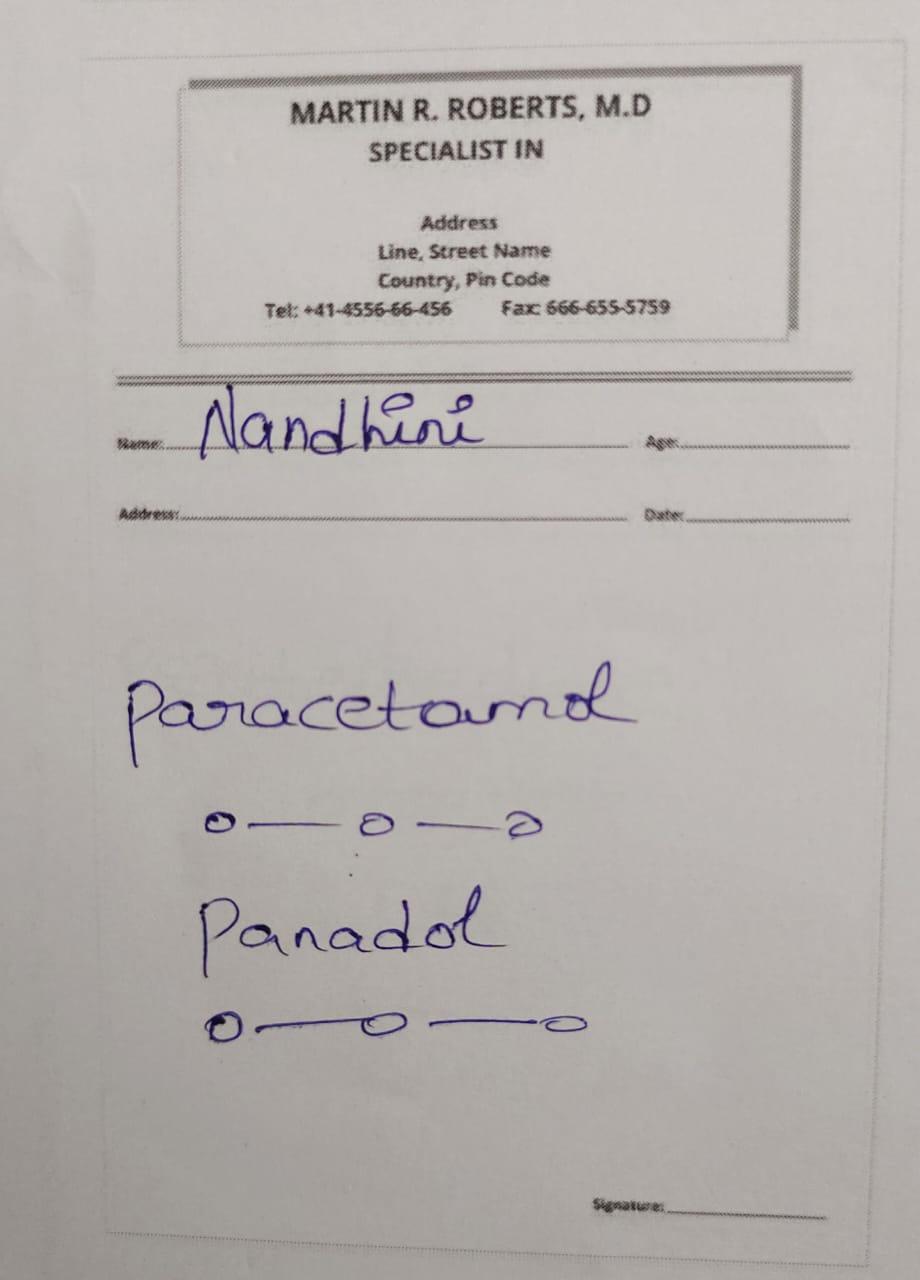 MARTIN R. ROBERTS, M.D
SPECIALIST IN
Address
Line, Street Name
Country, Pin Code
Tel: +41-4556-66-456 Fax: 666-655-5759
Name: Nandhini Age:
Address: Date:
Paracetamol
0 — 0 — 0
Panadol
0 — 0 — 0
Signature: